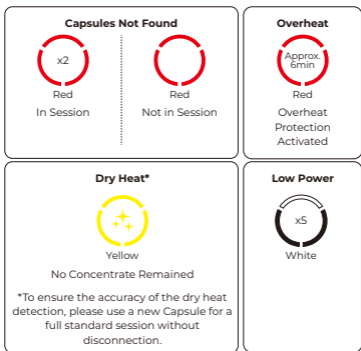 Capsules Not Found
x2
Red
In Session
Red
Not in Session
Overheat
Approx.
6min
Red
Overheat
Protection
Activated
Dry Heat*
Yellow
No Concentrate Remained
*To ensure the accuracy of the dry heat
detection, please use a new Capsule for a
full standard session without
disconnection.
Low Power
x5
White